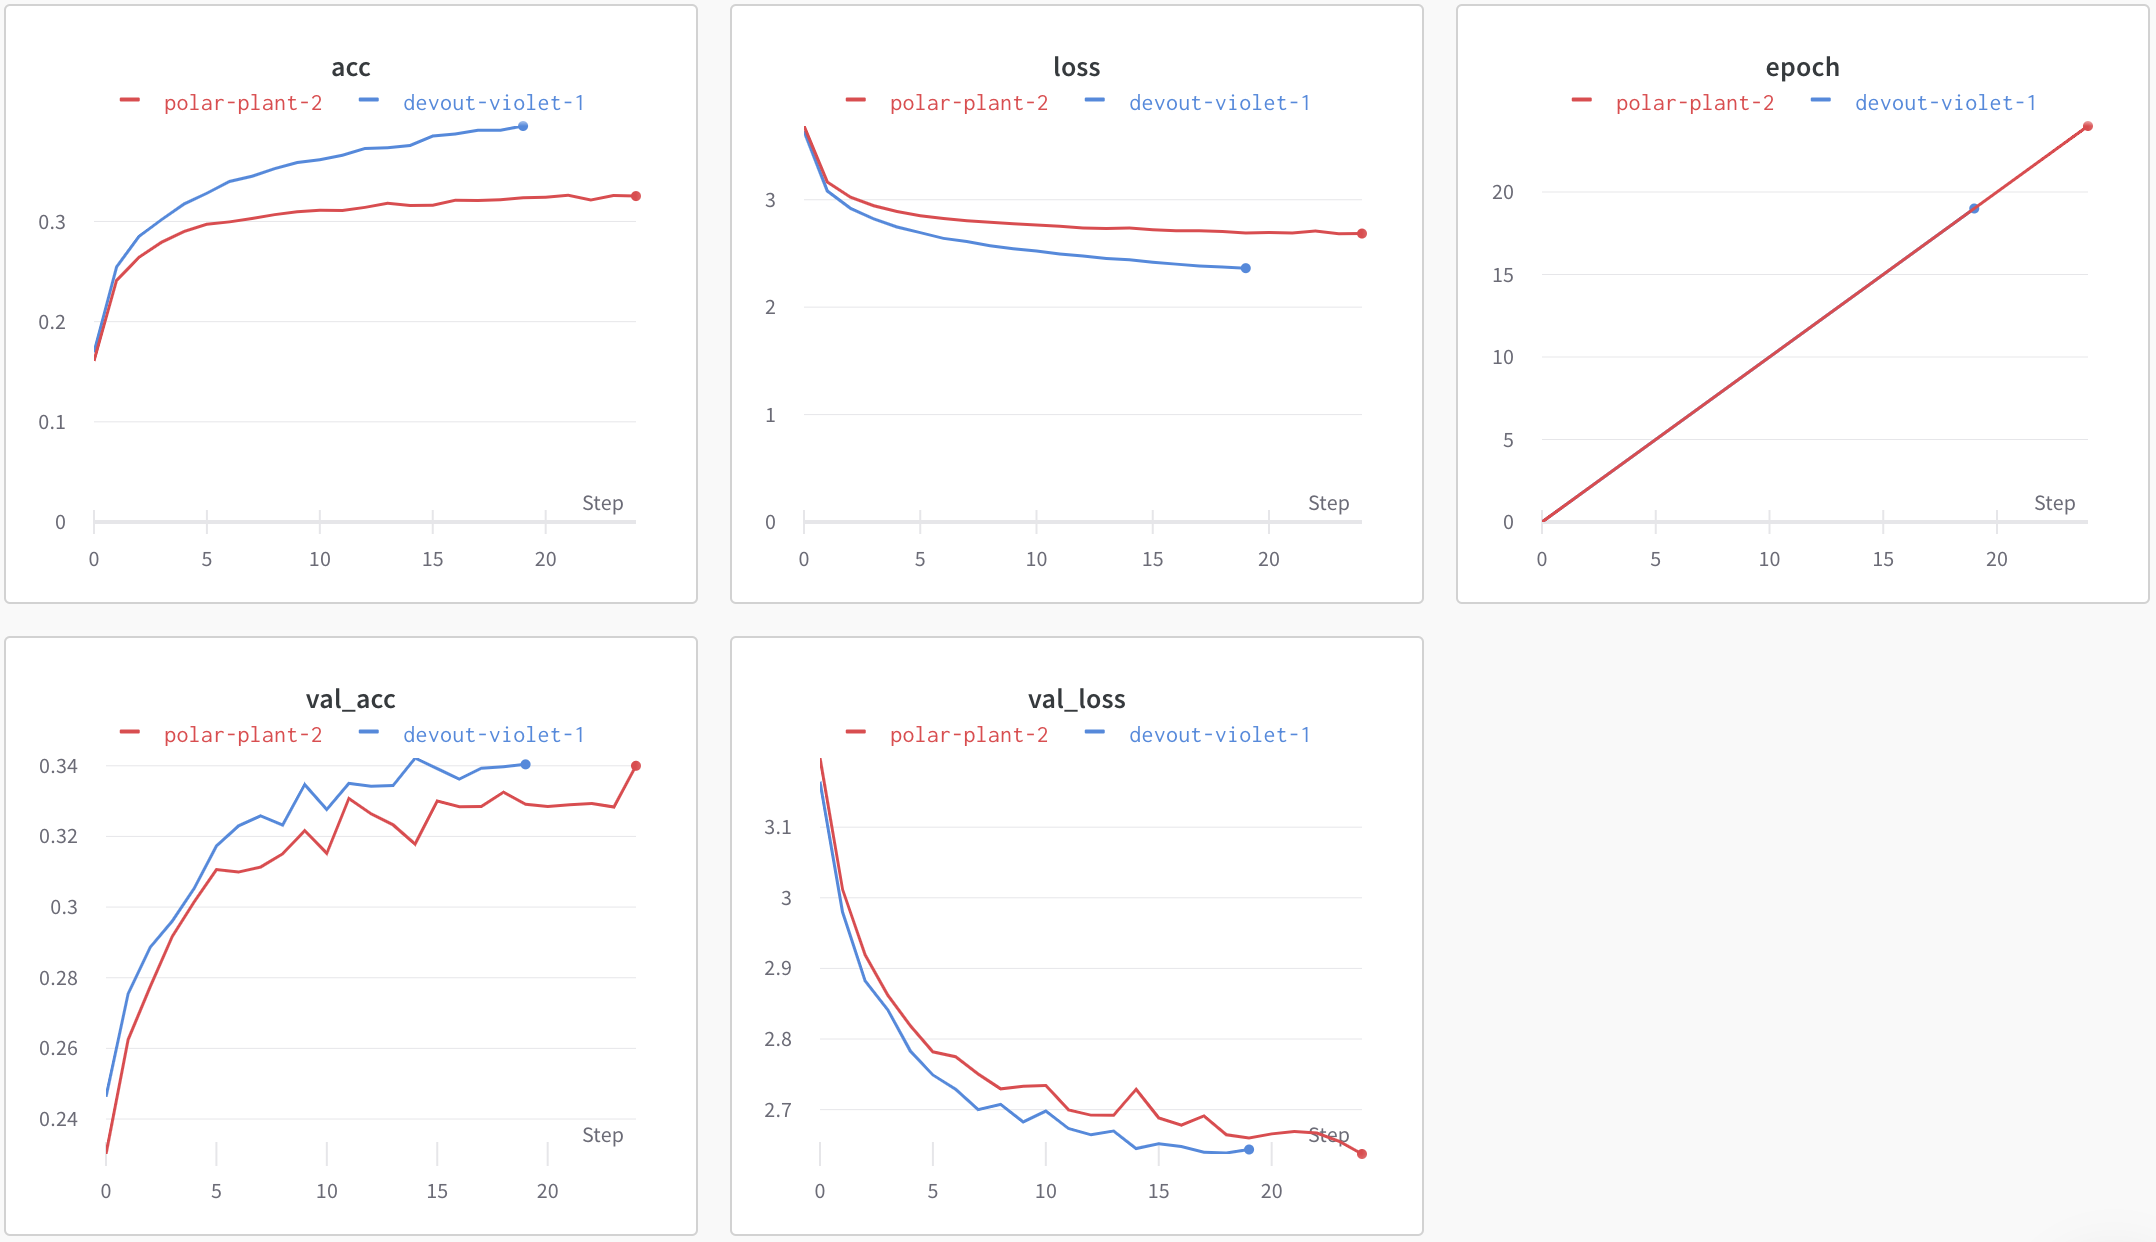 acc
polar-plant-2 devout-violet-1
0.3
0.2
0.1
0
Step
0 5 10 15 20
loss
polar-plant-2 devout-violet-1
3
2
1
0
Step
0 5 10 15 20
epoch
polar-plant-2 devout-violet-1
20
15
10
5
0
Step
0 5 10 15 20
val_acc
polar-plant-2 devout-violet-1
0.34
0.32
0.3
0.28
0.26
0.24
Step
0 5 10 15 20
val_loss
polar-plant-2 devout-violet-1
3.1
3
2.9
2.8
2.7
Step
0 5 10 15 20